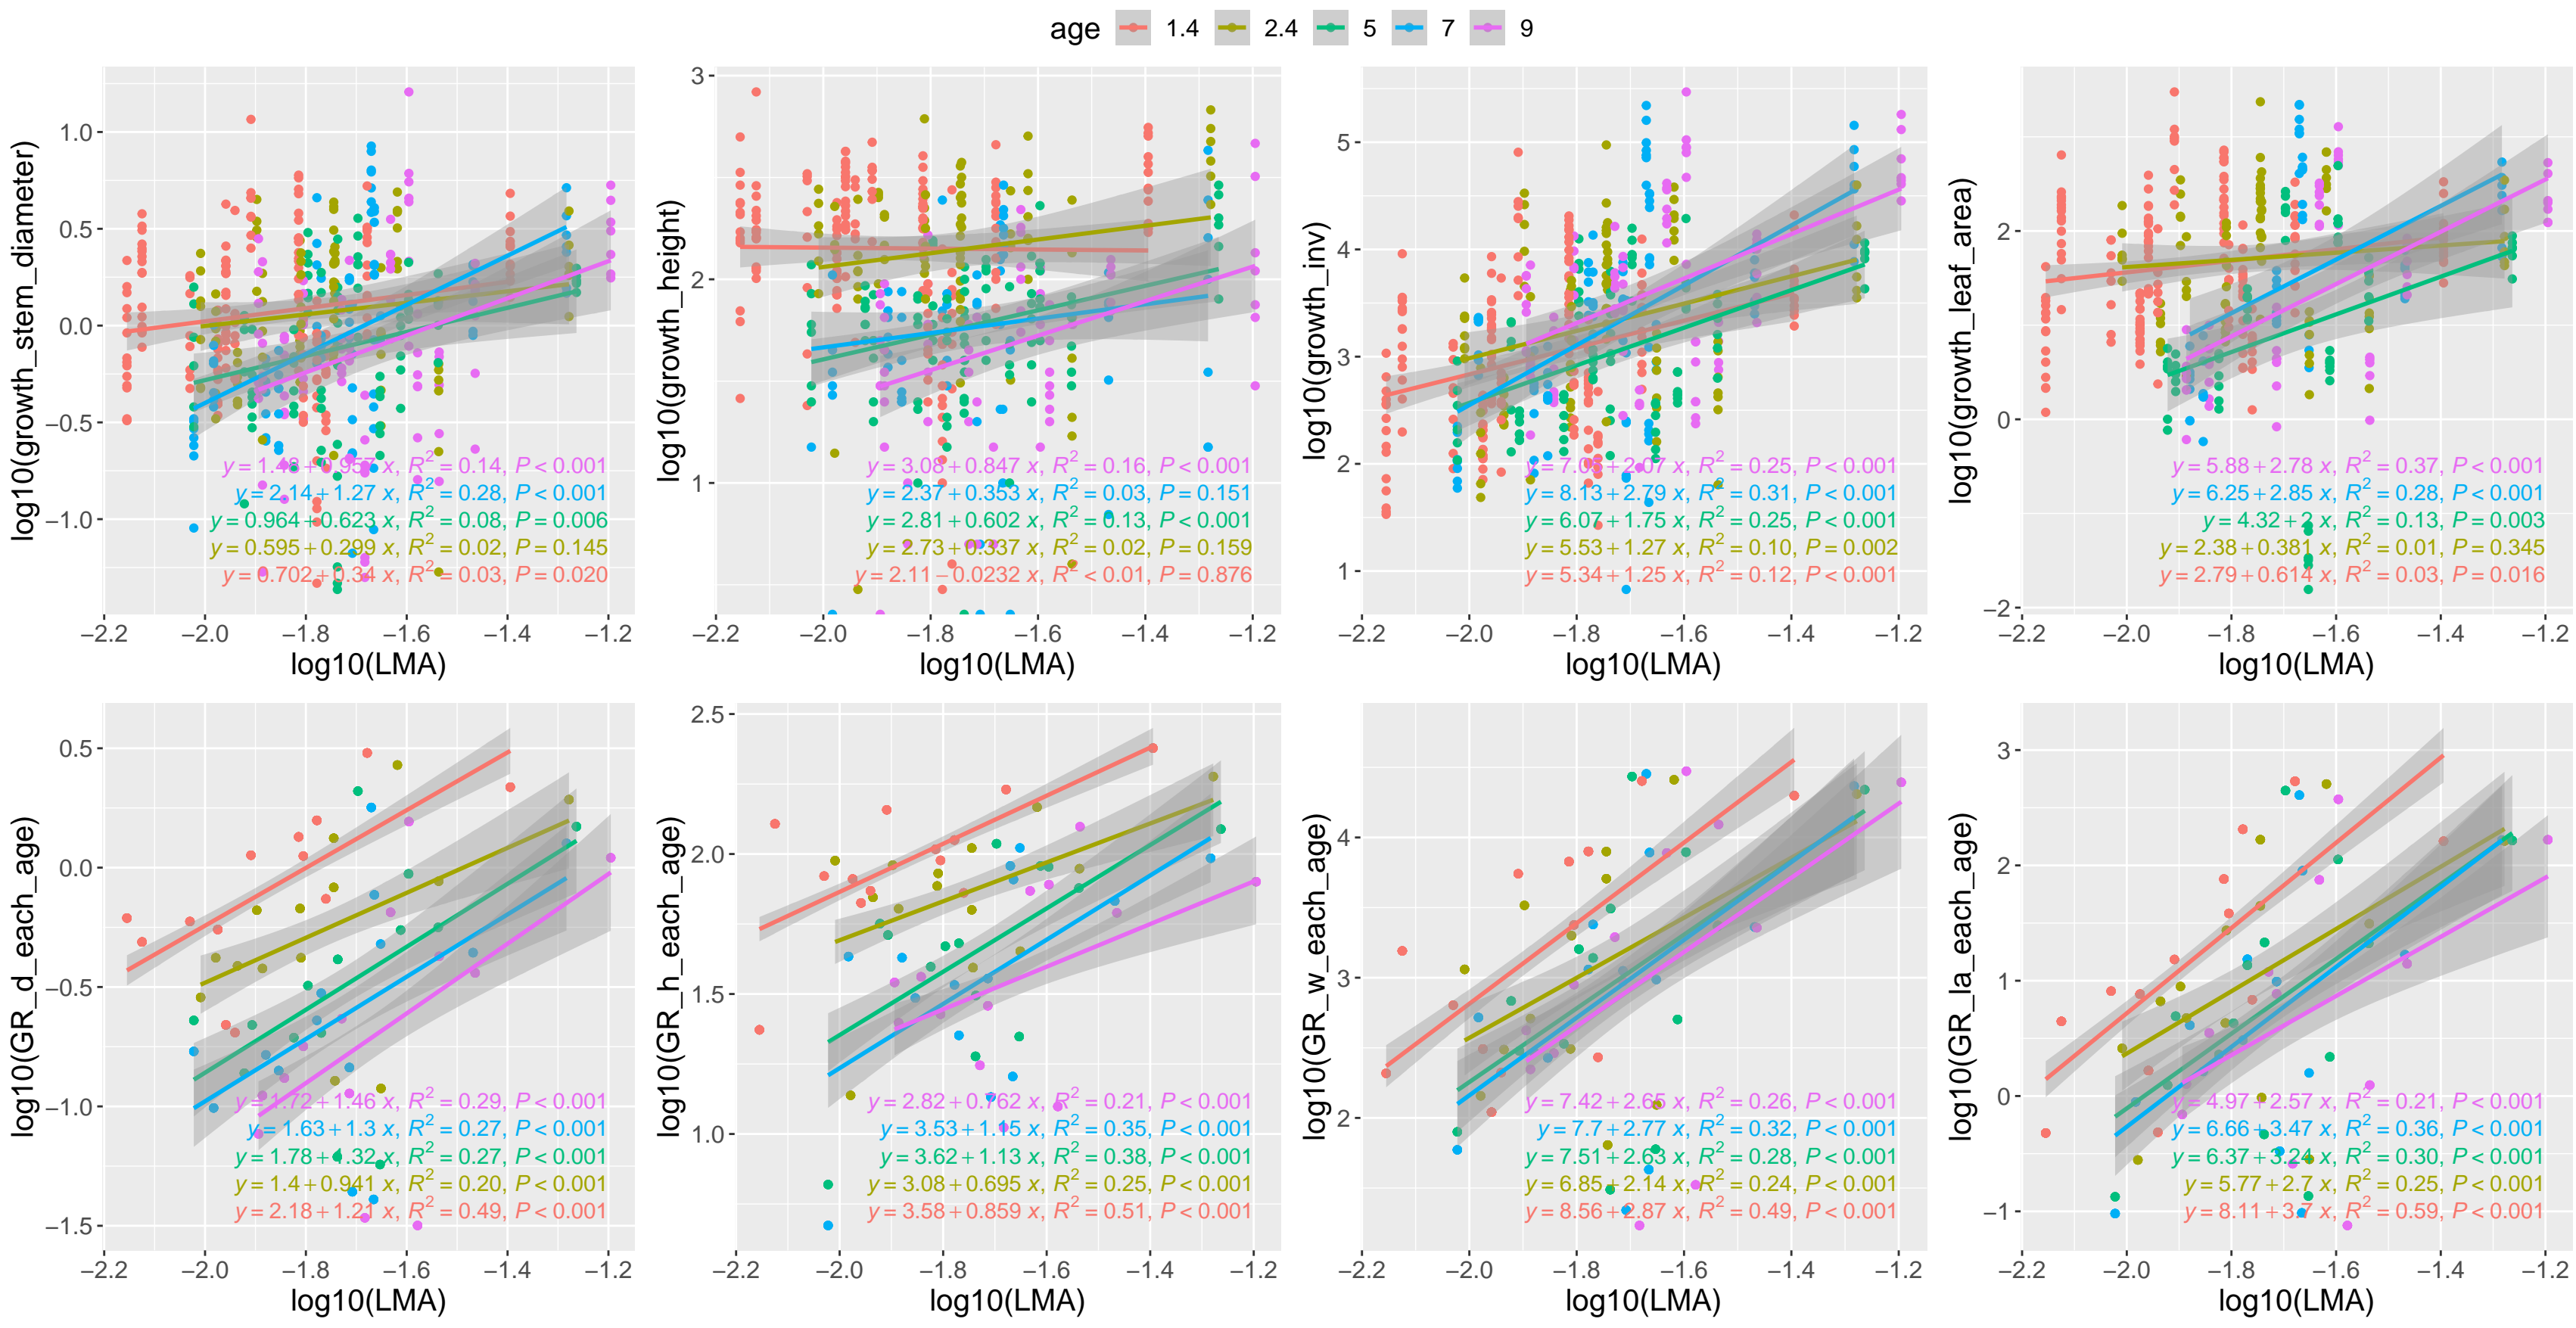 age 1.4 2.4 5 7 9
log10(growth_stem_diameter)
1.0
0.5
0.0
−0.5
−1.0
y = 1.48 + 0.957 x, R2 = 0.14, P < 0.001
y = 2.14 + 1.27 x, R2 = 0.28, P < 0.001
y = 0.964 + 0.623 x, R2 = 0.08, P = 0.006
y = 0.595 + 0.299 x, R2 = 0.02, P = 0.145
y = 0.702 + 0.34 x, R2 = 0.03, P = 0.020
−2.2 −2.0 −1.8 −1.6 −1.4 −1.2
log10(LMA)
log10(growth_height)
3
2
1
y = 3.08 + 0.847 x, R2 = 0.16, P < 0.001
y = 2.37 + 0.353 x, R2 = 0.03, P = 0.151
y = 2.81 + 0.602 x, R2 = 0.13, P < 0.001
y = 2.73 + 0.337 x, R2 = 0.02, P = 0.159
y = 2.11 − 0.0232 x, R2 < 0.01, P = 0.876
−2.2 −2.0 −1.8 −1.6 −1.4 −1.2
log10(LMA)
log10(growth_inv)
5
4
3
2
1
x, R2 = 0.25, P < 0.001
y = 8.13 + 2.79 x, R2 = 0.31, P < 0.001
y = 6.07 + 1.75 x, R2 = 0.25, P < 0.001
y = 5.53 + 1.27 x, R2 = 0.10, P = 0.002
y = 5.34 + 1.25 x, R2 = 0.12, P < 0.001
−2.2 −2.0 −1.8 −1.6 −1.4 −1.2
log10(LMA)
log10(growth_leaf_area)
2
0
−2
y = 5.88 + 2.78 x, R2 = 0.37, P < 0.001
y = 6.25 + 2.85 x, R2 = 0.28, P < 0.001
y = 4.32 + 2 x, R2 = 0.13, P = 0.003
y = 2.38 + 0.381 x, R2 = 0.01, P = 0.345
y = 2.79 + 0.614 x, R2 = 0.03, P = 0.016
−2.2 −2.0 −1.8 −1.6 −1.4 −1.2
log10(LMA)
log10(GR_d_each_age)
0.5
0.0
−0.5
−1.0
−1.5
y = 1.72 + 1.46 x, R2 = 0.29, P < 0.001
y = 1.63 + 1.3 x, R2 = 0.27, P < 0.001
y = 1.78 + 1.32 x, R2 = 0.27, P < 0.001
y = 1.4 + 0.941 x, R2 = 0.20, P < 0.001
y = 2.18 + 1.21 x, R2 = 0.49, P < 0.001
−2.2 −2.0 −1.8 −1.6 −1.4 −1.2
log10(LMA)
log10(GR_h_each_age)
2.5
2.0
1.5
1.0
y = 2.82 + 0.762 x, R2 = 0.21, P < 0.001
y = 3.53 + 1.15 x, R2 = 0.35, P < 0.001
y = 3.62 + 1.13 x, R2 = 0.38, P < 0.001
y = 3.08 + 0.695 x, R2 = 0.25, P < 0.001
y = 3.58 + 0.859 x, R2 = 0.51, P < 0.001
−2.2 −2.0 −1.8 −1.6 −1.4 −1.2
log10(LMA)
log10(GR_w_each_age)
4
3
2
y = 7.42 + 2.65 x, R2 = 0.26, P < 0.001
y = 7.7 + 2.77 x, R2 = 0.32, P < 0.001
y = 7.51 + 2.63 x, R2 = 0.28, P < 0.001
y = 6.85 + 2.14 x, R2 = 0.24, P < 0.001
y = 8.56 + 2.87 x, R2 = 0.49, P < 0.001
−2.2 −2.0 −1.8 −1.6 −1.4 −1.2
log10(LMA)
log10(GR_la_each_age)
3
2
1
0
−1
y = 4.97 + 2.57 x, R2 = 0.21, P < 0.001
y = 6.66 + 3.47 x, R2 = 0.36, P < 0.001
y = 6.37 + 3.24 x, R2 = 0.30, P < 0.001
y = 5.77 + 2.7 x, R2 = 0.25, P < 0.001
y = 8.11 + 3.7 x, R2 = 0.59, P < 0.001
−2.2 −2.0 −1.8 −1.6 −1.4 −1.2
log10(LMA)